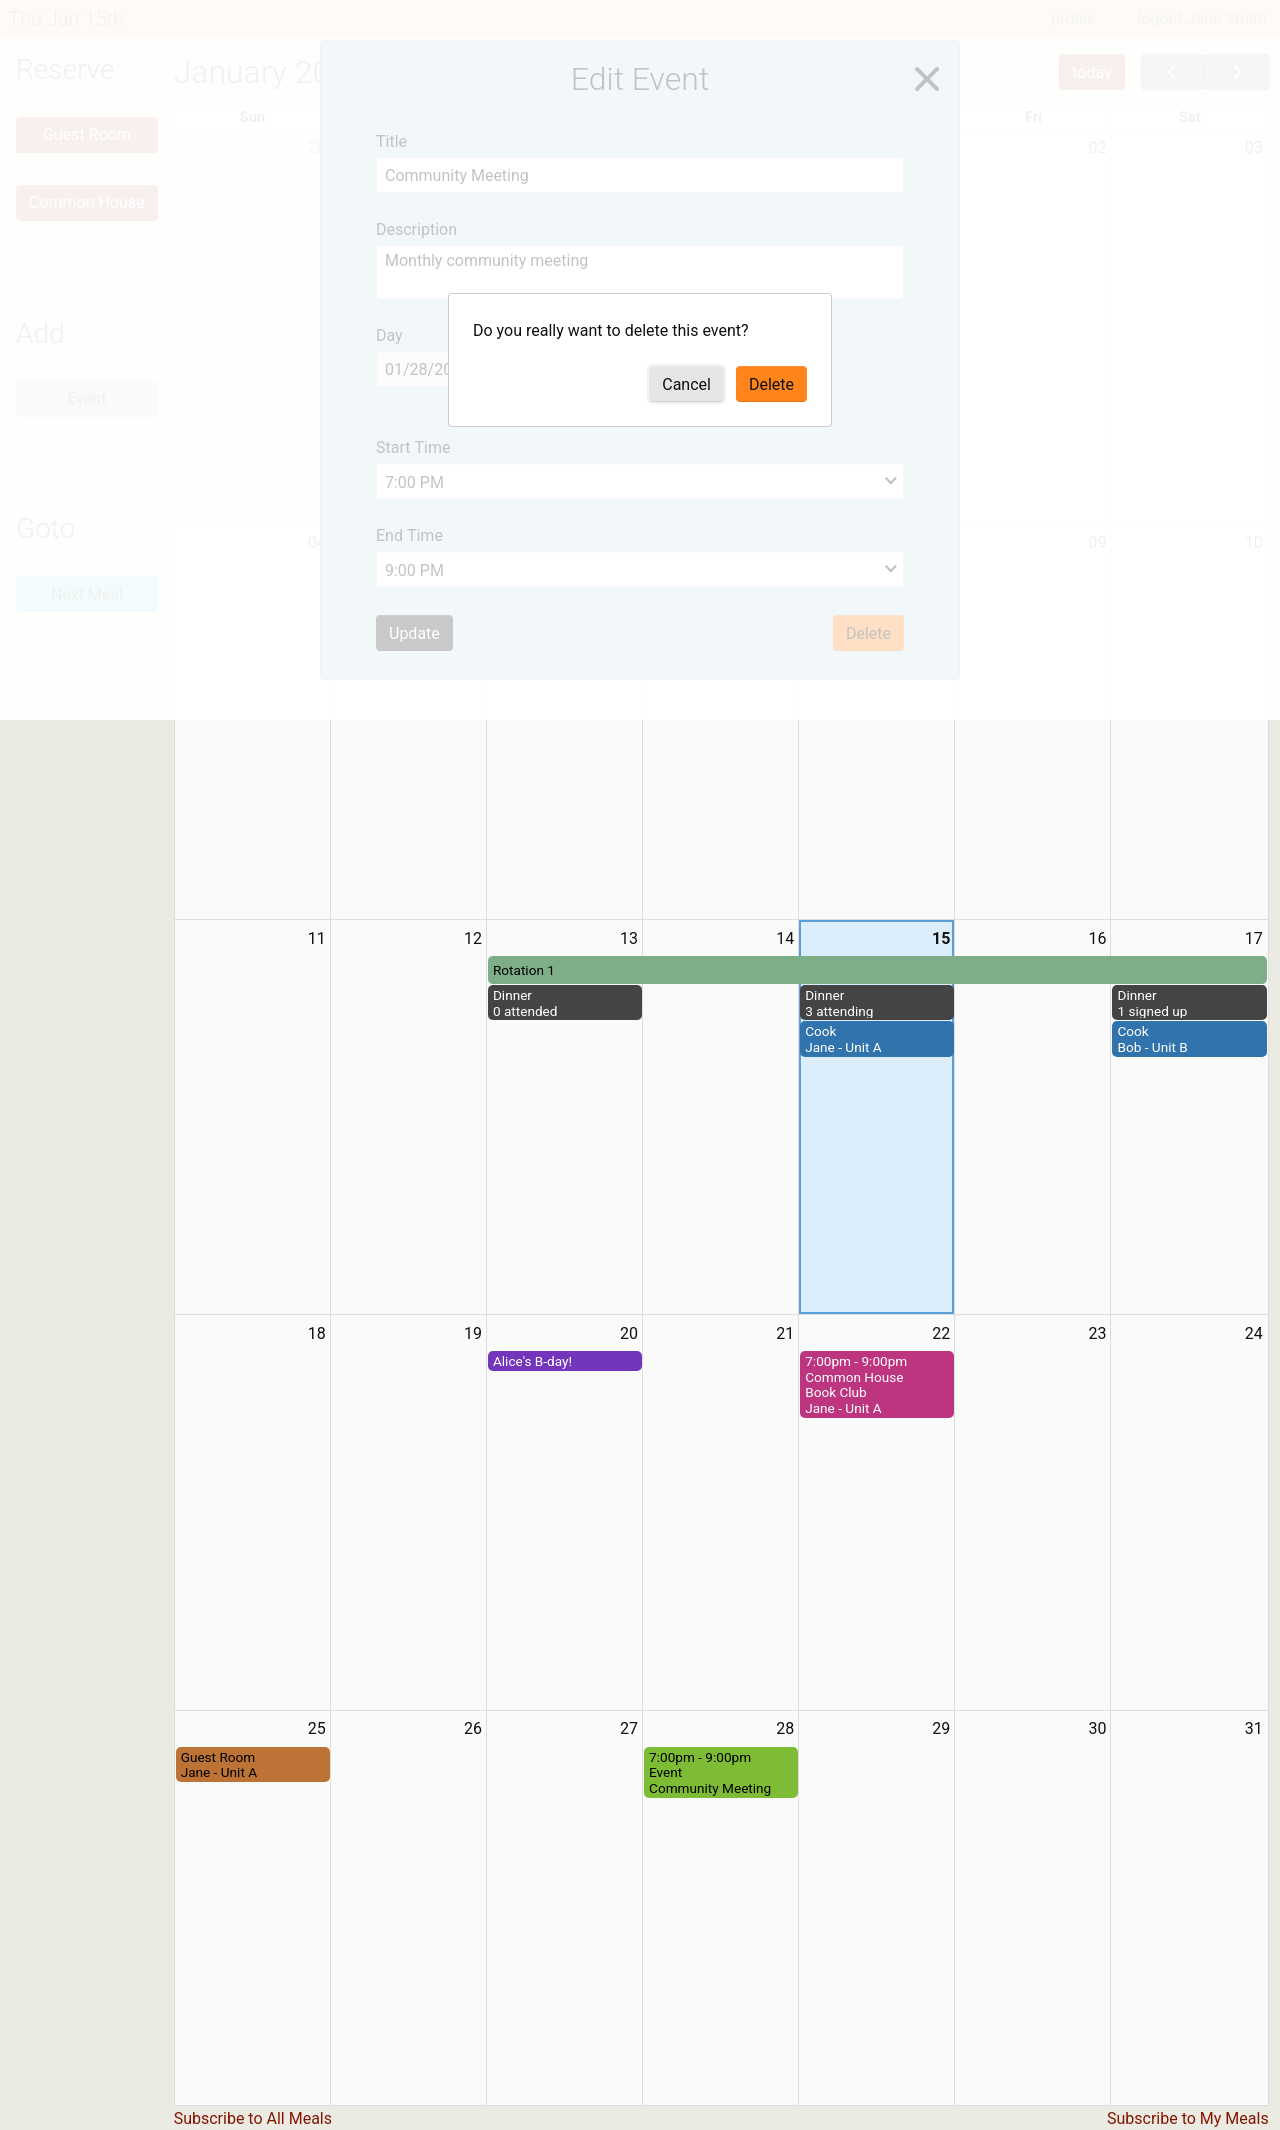 Thu Jan 15th
profile
logout Jane Smith
Reserve
Guest Room
Common House
Add
Event
Goto
Next Meal
January 20
today
Sun
Fri
Sat
02
03
04
09
10
Edit Event
Title
Community Meeting
Description
Monthly community meeting
Day
01/28/20
Do you really want to delete this event?
Cancel
Delete
Start Time
7:00 PM
End Time
9:00 PM
Update
Delete
11
12
13
14
15
16
17
Rotation 1
Dinner
0 attended
Dinner
3 attending
Cook
Jane - Unit A
Dinner
1 signed up
Cook
Bob - Unit B
18
19
20
21
22
23
24
Alice's B-day!
7:00pm - 9:00pm
Common House
Book Club
Jane - Unit A
25
26
27
28
29
30
31
Guest Room
Jane - Unit A
7:00pm - 9:00pm
Event
Community Meeting
Subscribe to All Meals
Subscribe to My Meals